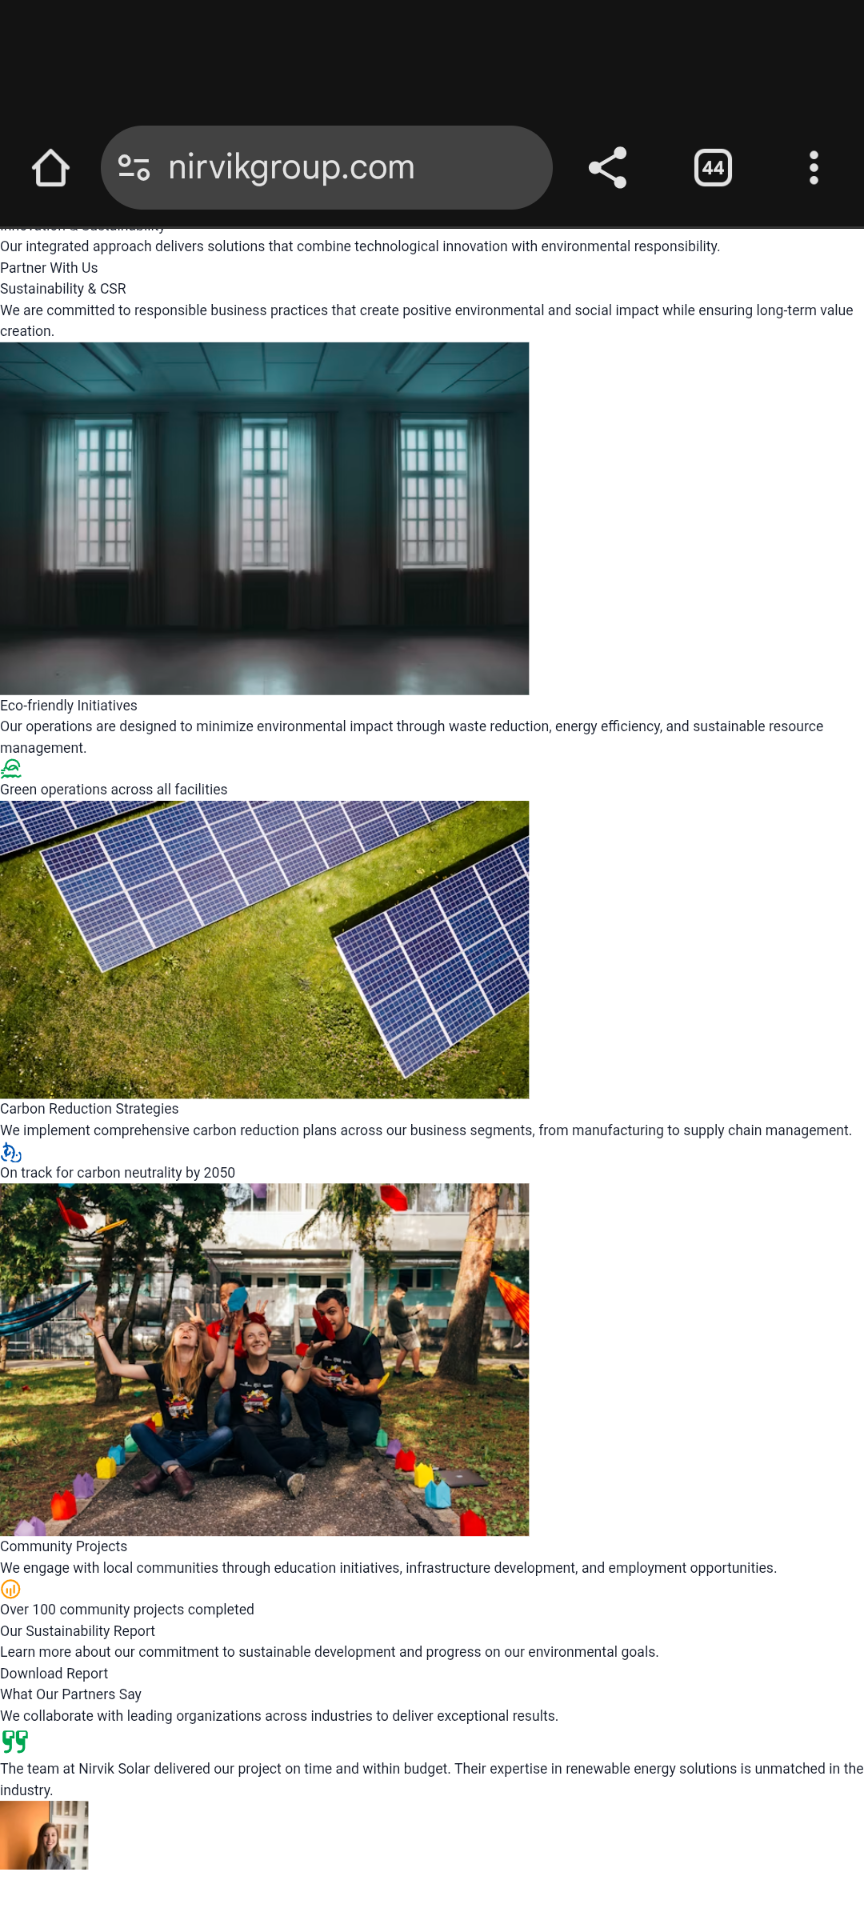 nirvikgroup.com
44
Innovation & Sustainability
Our integrated approach delivers solutions that combine technological innovation with environmental responsibility.
Partner With Us
Sustainability & CSR
We are committed to responsible business practices that create positive environmental and social impact while ensuring long-term value
creation.
Eco-friendly Initiatives
Our operations are designed to minimize environmental impact through waste reduction, energy efficiency, and sustainable resource
management.
Green operations across all facilities
Carbon Reduction Strategies
We implement comprehensive carbon reduction plans across our business segments, from manufacturing to supply chain management.
On track for carbon neutrality by 2050
Community Projects
We engage with local communities through education initiatives, infrastructure development, and employment opportunities.
Over 100 community projects completed
Our Sustainability Report
Learn more about our commitment to sustainable development and progress on our environmental goals.
Download Report
What Our Partners Say
We collaborate with leading organizations across industries to deliver exceptional results.
The team at Nirvik Solar delivered our project on time and within budget. Their expertise in renewable energy solutions is unmatched in the
industry.